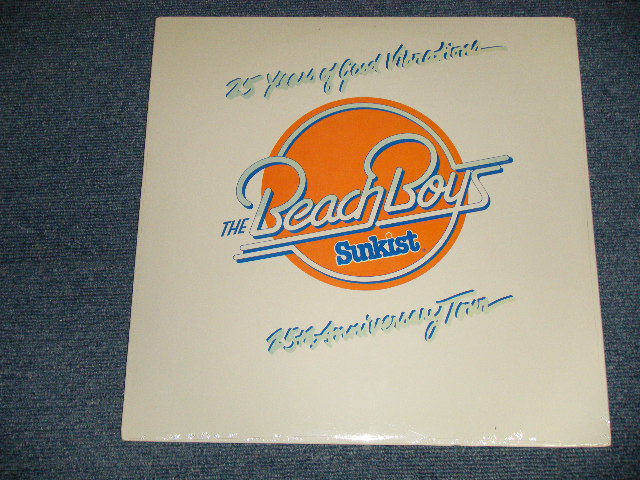 25 Years of Good Vibrations
THE Beach Boys
Sunkist
25th Anniversary Tour